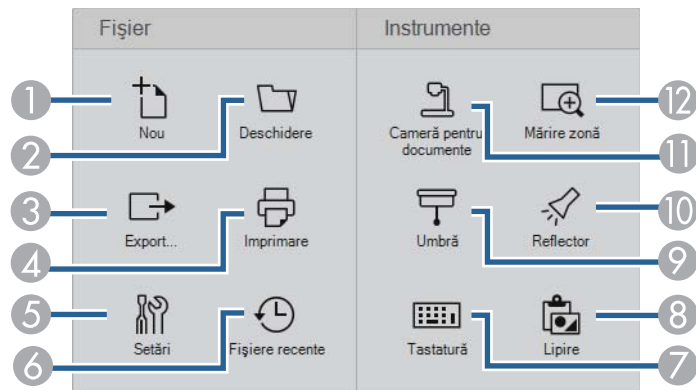 Fişier
Instrumente
1
Nou
2
Deschidere
11
Cameră pentru
documente
12
Mărire zonă
3
Export...
4
Imprimare
9
Umbră
10
Reflector
5
Setări
6
Fişiere recente
7
Tastatură
8
Lipire